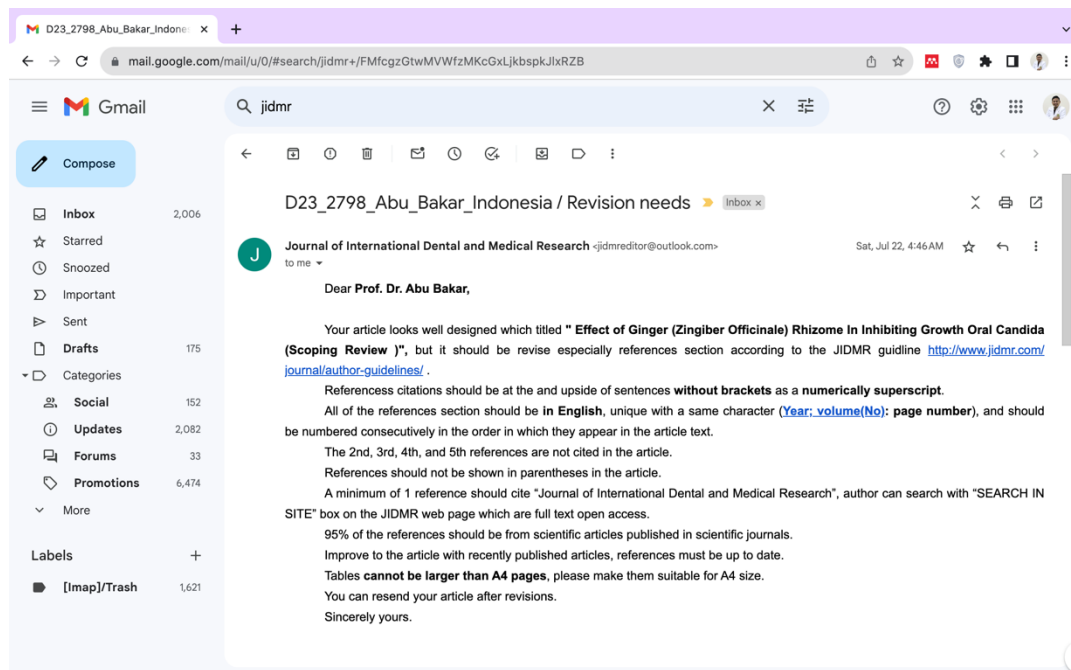 D23_2798_Abu_Bakar_Indone
mail.google.com/mail/u/0/#search/jidmr+/FMfcgzGtwMVWfzMKcGxLjkbspkJlxRZB
Gmail
jidmr
Compose
D23_2798_Abu_Bakar_Indonesia / Revision needs
Inbox x
Inbox 2,006
Starred
Snoozed
Important
Sent
Drafts 175
Categories
Social 152
Updates 2,082
Forums 33
Promotions 6,474
More
Labels +
[Imap]/Trash 1,621
J
Journal of International Dental and Medical Research <jidmreditor@outlook.com>
Sat, Jul 22, 4:46 AM
to me
Dear Prof. Dr. Abu Bakar,
Your article looks well designed which titled " Effect of Ginger (Zingiber Officinale) Rhizome In Inhibiting Growth Oral Candida
(Scoping Review )", but it should be revise especially references section according to the JIDMR guidline http://www.jidmr.com/
journal/author-guidelines/ .
Referencess citations should be at the and upside of sentences without brackets as a numerically superscript.
All of the references section should be in English, unique with a same character (Year; volume(No): page number), and should
be numbered consecutively in the order in which they appear in the article text.
The 2nd, 3rd, 4th, and 5th references are not cited in the article.
References should not be shown in parentheses in the article.
A minimum of 1 reference should cite “Journal of International Dental and Medical Research”, author can search with “SEARCH IN
SITE” box on the JIDMR web page which are full text open access.
95% of the references should be from scientific articles published in scientific journals.
Improve to the article with recently published articles, references must be up to date.
Tables cannot be larger than A4 pages, please make them suitable for A4 size.
You can resend your article after revisions.
Sincerely yours.